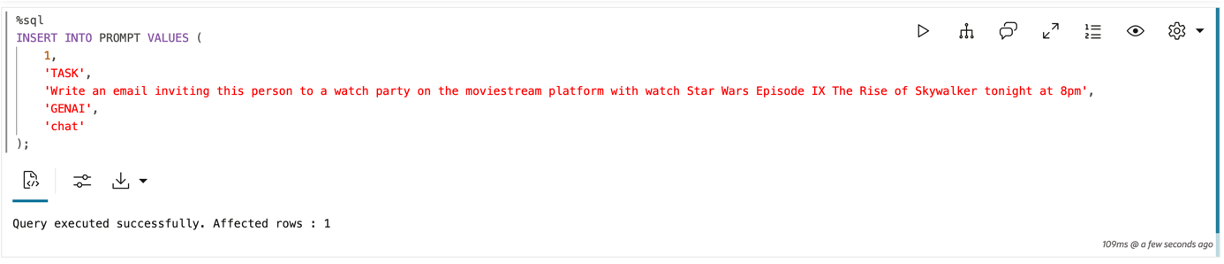 %sql
INSERT INTO PROMPT VALUES (
1,
'TASK',
'Write an email inviting this person to a watch party on the moviestream platform with watch Star Wars Episode IX The Rise of Skywalker tonight at 8pm',
'GENAI',
'chat'
);
Query executed successfully. Affected rows : 1
109ms @ a few seconds ago